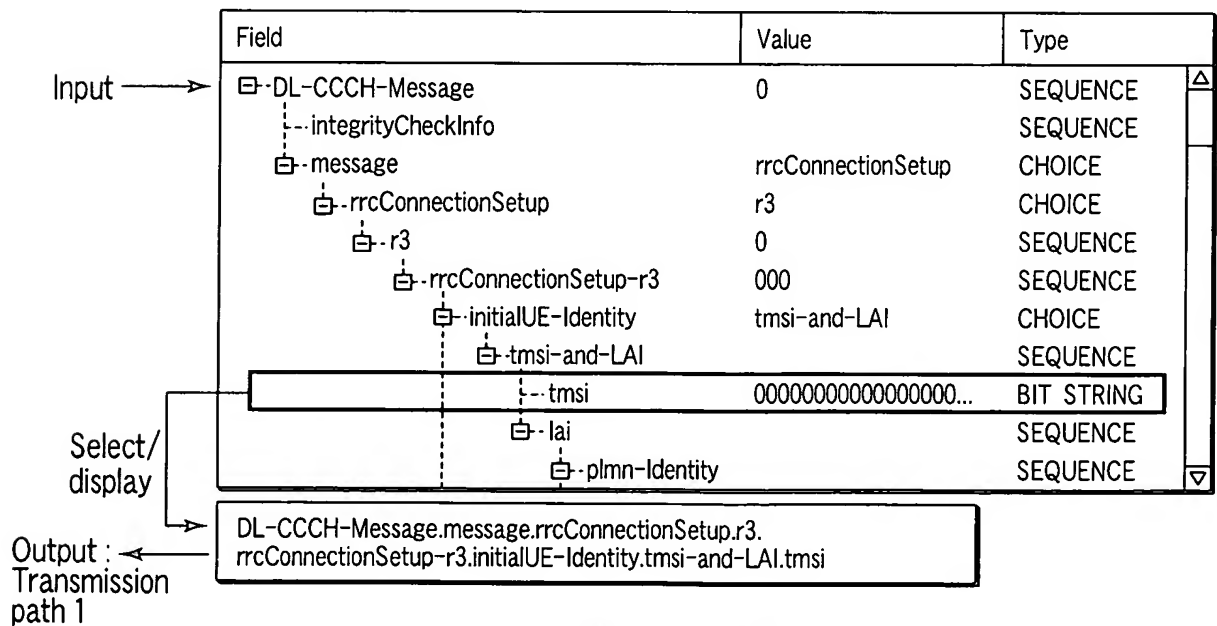 Field Value Type
Input
DL-CCCH-Message 0 SEQUENCE
integrityCheckInfo SEQUENCE
message rrcConnectionSetup CHOICE
rrcConnectionSetup r3 CHOICE
r3 0 SEQUENCE
rrcConnectionSetup-r3 000 SEQUENCE
initialUE-Identity tmsi-and-LAI CHOICE
tmsi-and-LAI SEQUENCE
tmsi 00000000000000000... BIT STRING
lai SEQUENCE
plmn-Identity SEQUENCE
Select/
display
DL-CCCH-Message.message.rrcConnectionSetup.r3.
rrcConnectionSetup-r3.initialUE-Identity.tmsi-and-LAI.tmsi
Output :
Transmission
path 1